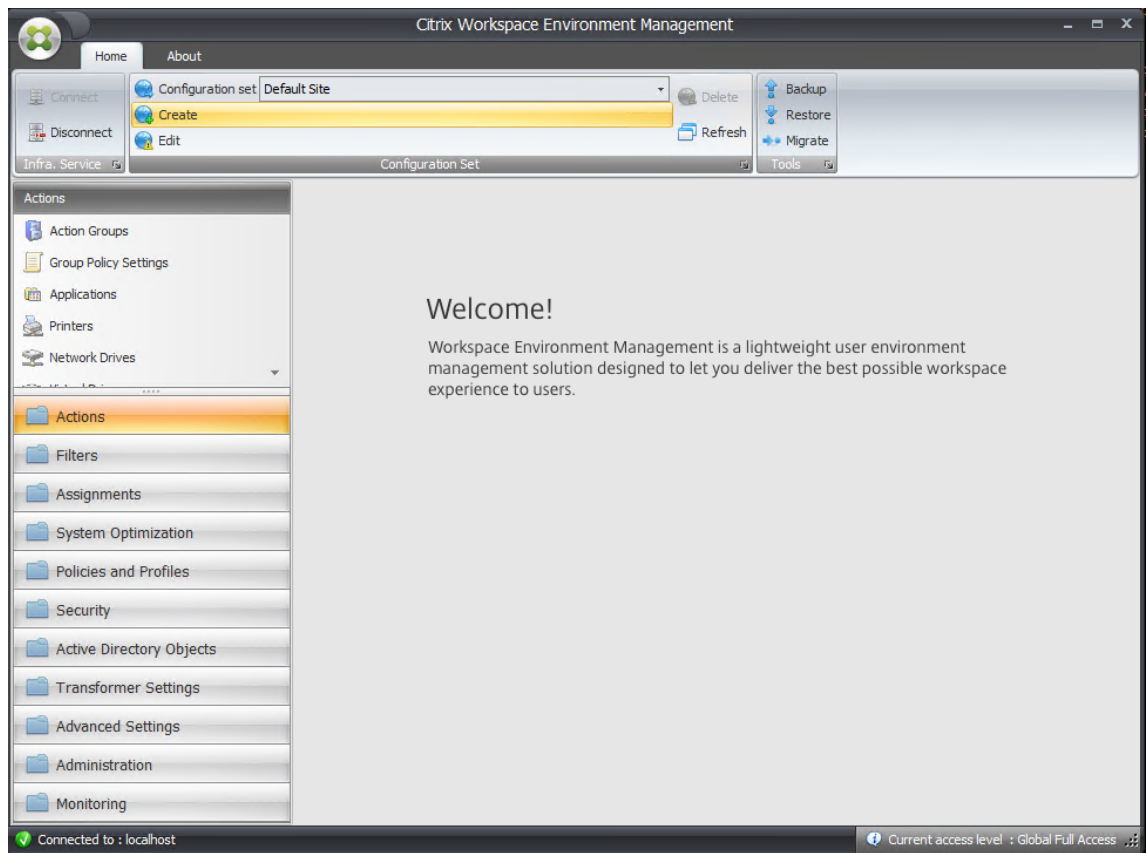 Citrix Workspace Environment Management
Home About
Connect
Disconnect
Infra. Service
Configuration set Default Site
Create
Edit
Delete
Refresh
Configuration Set
Backup
Restore
Migrate
Tools
Actions
Action Groups
Group Policy Settings
Applications
Printers
Network Drives
Actions
Filters
Assignments
System Optimization
Policies and Profiles
Security
Active Directory Objects
Transformer Settings
Advanced Settings
Administration
Monitoring
Welcome!
Workspace Environment Management is a lightweight user environment
management solution designed to let you deliver the best possible workspace
experience to users.
Connected to : localhost
Current access level : Global Full Access